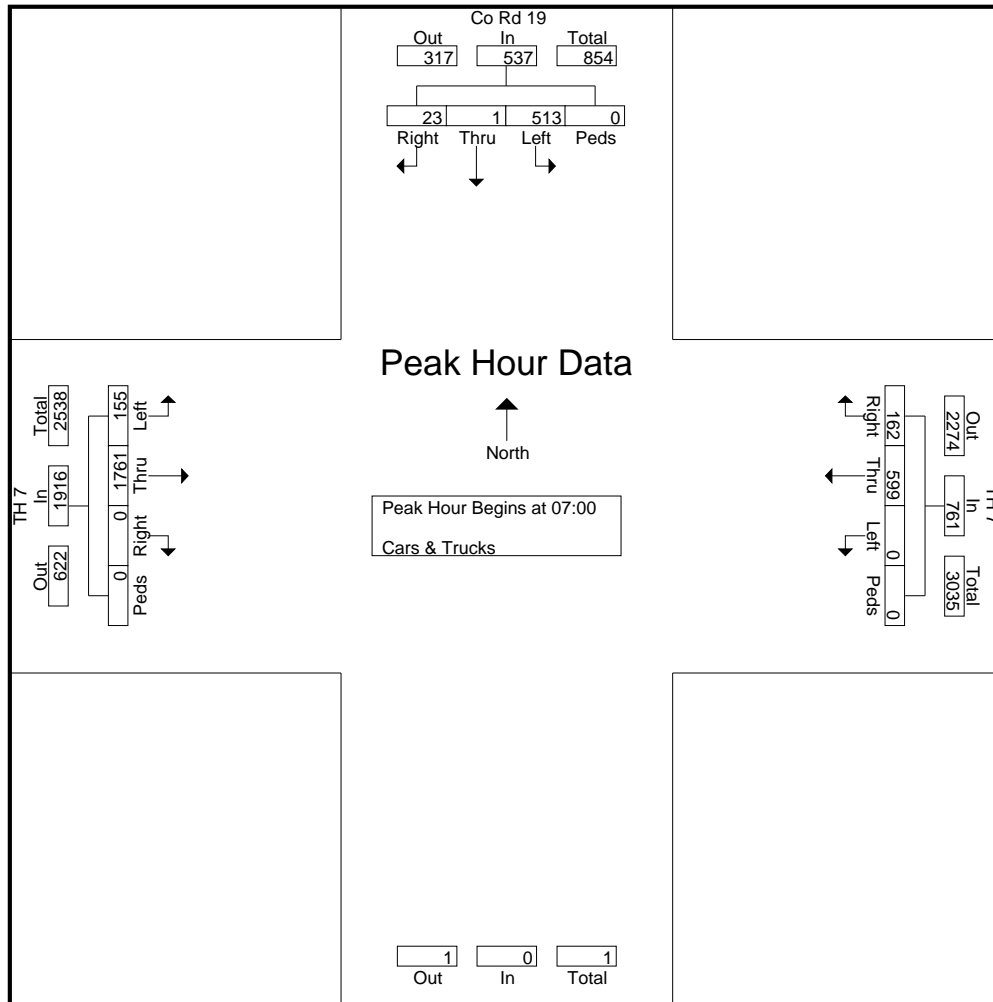 Co Rd 19
Out In Total
317 537 854
23 1 513 0
Right Thru Left Peds
Peak Hour Data
North
Peak Hour Begins at 07:00
Cars & Trucks
TH 7
Total In Out
2538 1916 622
155 1761 0 0
Left Thru Right Peds
TH 7
Out In Total
2274 761 3035
162 599 0 0
Right Thru Left Peds
1 0 1
Out In Total